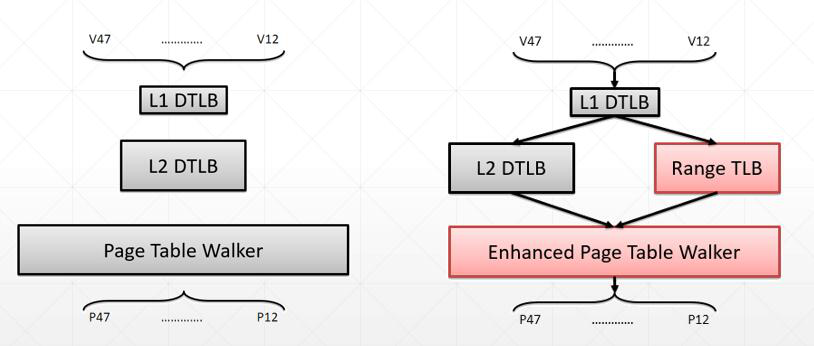 V47 ............. V12
L1 DTLB
L2 DTLB
Page Table Walker
P47 ............. P12
V47 ............. V12
L1 DTLB
L2 DTLB
Range TLB
Enhanced Page Table Walker
P47 ............. P12